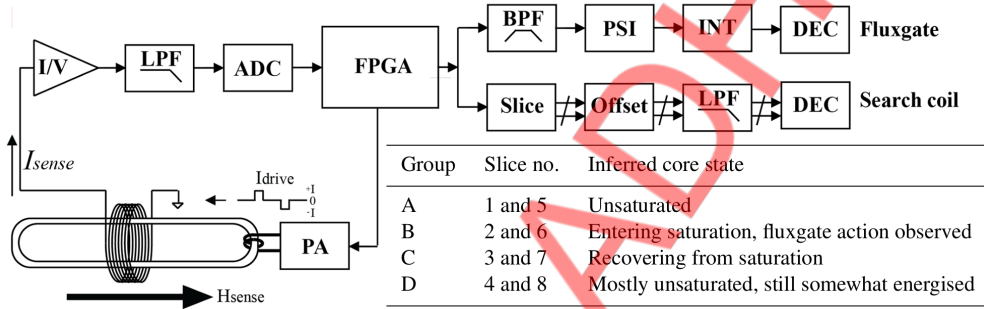 BPF PSI INT DEC Fluxgate
I/V LPF ADC FPGA
Slice Offset LPF DEC Search coil
Isense
Idrive
+I
0
-I
PA
Hsense
Group Slice no. Inferred core state
A 1 and 5 Unsaturated
B 2 and 6 Entering saturation, fluxgate action observed
C 3 and 7 Recovering from saturation
D 4 and 8 Mostly unsaturated, still somewhat energised
ADH